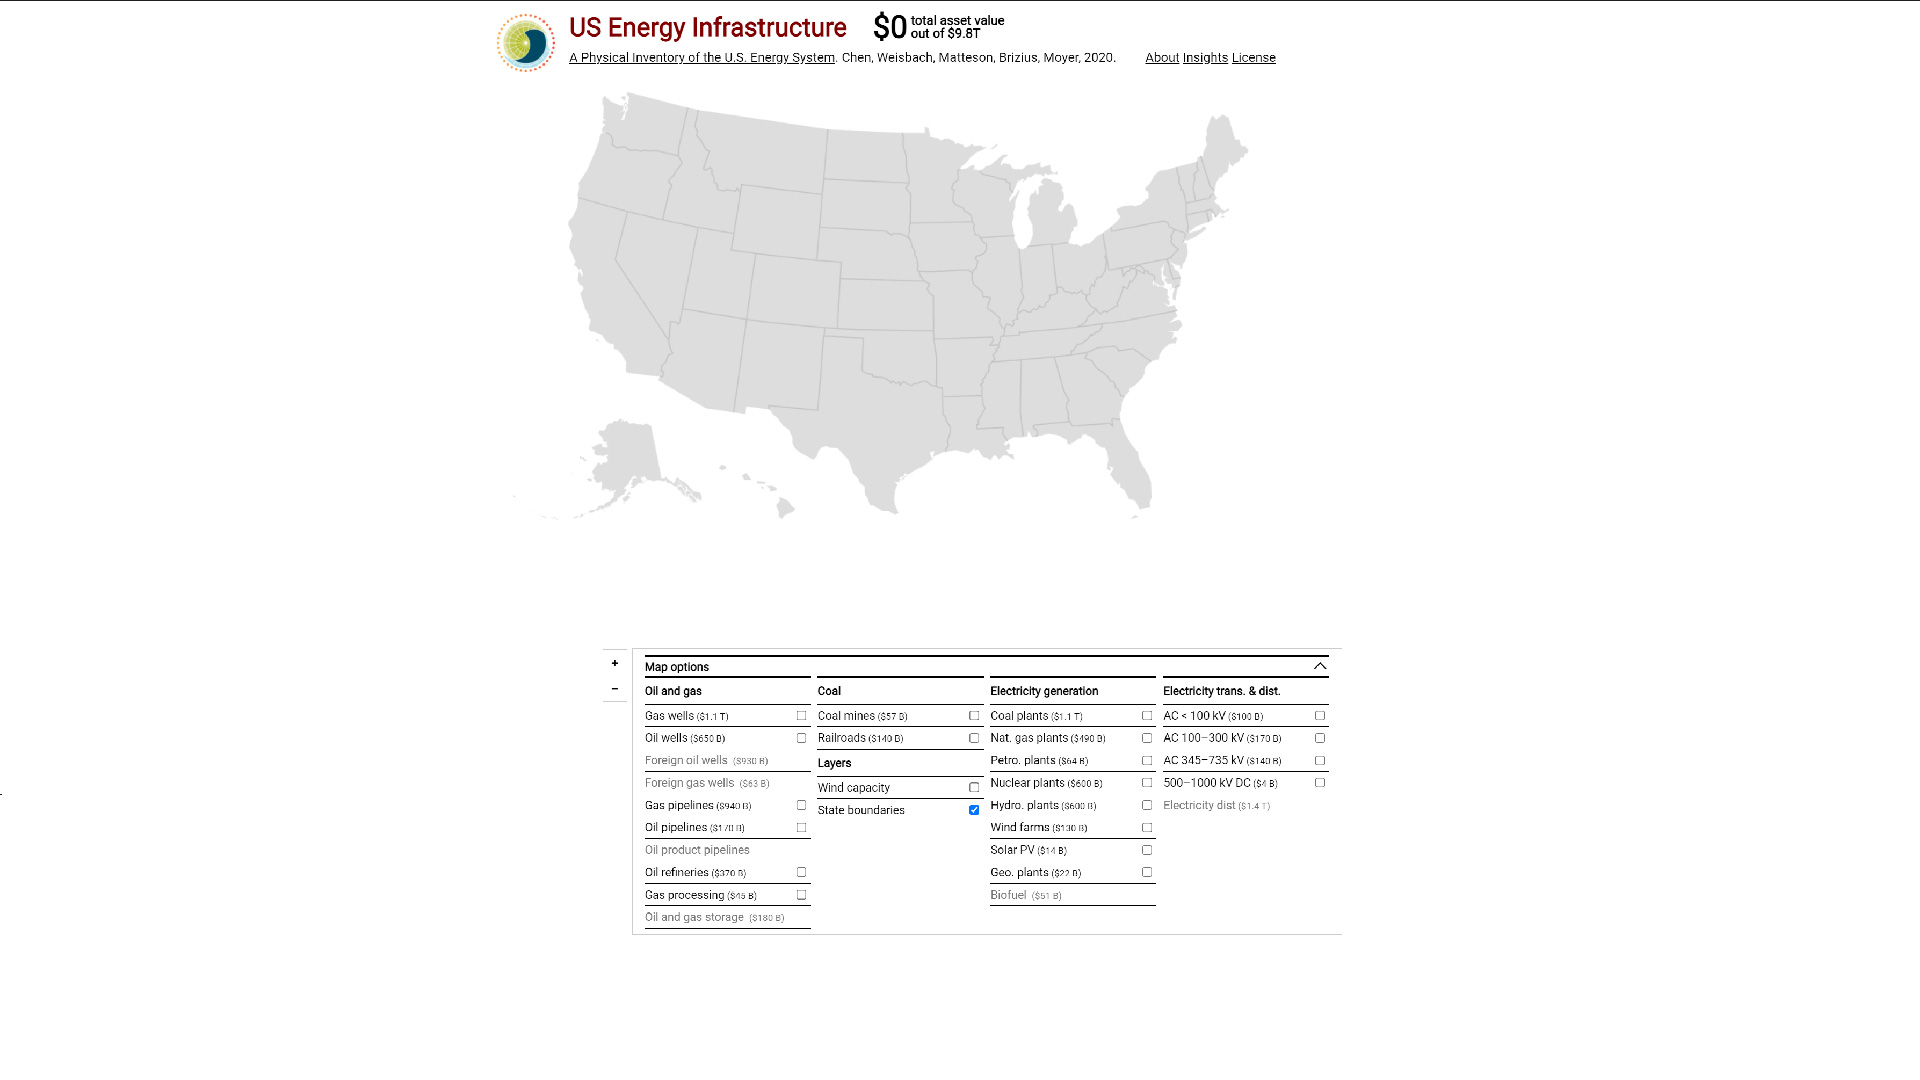 US Energy Infrastructure
$0 total asset value
out of $9.8T
A Physical Inventory of the U.S. Energy System. Chen, Weisbach, Matteson, Brizius, Moyer, 2020.
About Insights License
+
−
Map options
Oil and gas
Gas wells ($1.1 T)
Oil wells ($650 B)
Foreign oil wells ($930 B)
Foreign gas wells ($63 B)
Gas pipelines ($940 B)
Oil pipelines ($170 B)
Oil product pipelines
Oil refineries ($370 B)
Gas processing ($45 B)
Oil and gas storage ($180 B)
Coal
Coal mines ($57 B)
Railroads ($140 B)
Layers
Wind capacity
State boundaries
Electricity generation
Coal plants ($1.1 T)
Nat. gas plants ($490 B)
Petro. plants ($64 B)
Nuclear plants ($600 B)
Hydro. plants ($600 B)
Wind farms ($130 B)
Solar PV ($14 B)
Geo. plants ($22 B)
Biofuel ($51 B)
Electricity trans. & dist.
AC < 100 kV ($100 B)
AC 100–300 kV ($170 B)
AC 345–735 kV ($140 B)
500–1000 kV DC ($4 B)
Electricity dist ($1.4 T)